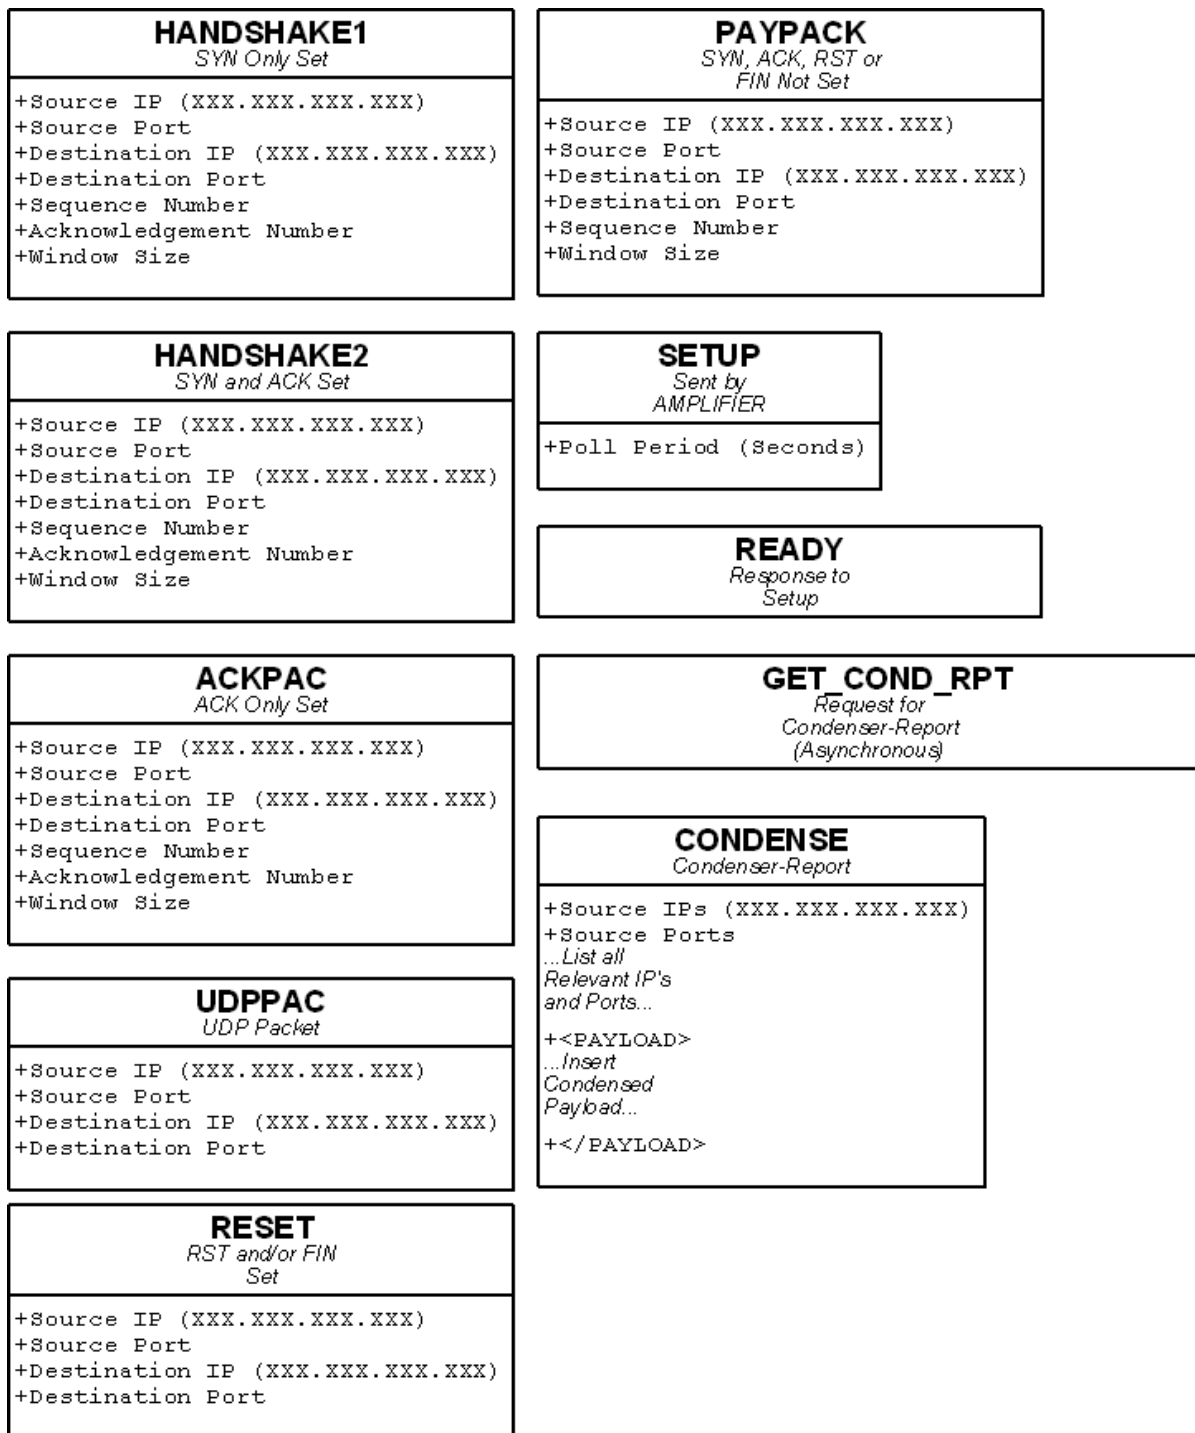 HANDSHAKE1
SYN Only Set
+Source IP (XXX.XXX.XXX.XXX)
+Source Port
+Destination IP (XXX.XXX.XXX.XXX)
+Destination Port
+Sequence Number
+Acknowledgement Number
+Window Size
HANDSHAKE2
SYN and ACK Set
+Source IP (XXX.XXX.XXX.XXX)
+Source Port
+Destination IP (XXX.XXX.XXX.XXX)
+Destination Port
+Sequence Number
+Acknowledgement Number
+Window Size
ACKPAC
ACK Only Set
+Source IP (XXX.XXX.XXX.XXX)
+Source Port
+Destination IP (XXX.XXX.XXX.XXX)
+Destination Port
+Sequence Number
+Acknowledgement Number
+Window Size
UDPPAC
UDP Packet
+Source IP (XXX.XXX.XXX.XXX)
+Source Port
+Destination IP (XXX.XXX.XXX.XXX)
+Destination Port
RESET
RST and/or FIN
Set
+Source IP (XXX.XXX.XXX.XXX)
+Source Port
+Destination IP (XXX.XXX.XXX.XXX)
+Destination Port
PAYPACK
SYN, ACK, RST or
FIN Not Set
+Source IP (XXX.XXX.XXX.XXX)
+Source Port
+Destination IP (XXX.XXX.XXX.XXX)
+Destination Port
+Sequence Number
+Window Size
SETUP
Sent by
AMPLIFIER
+Poll Period (Seconds)
READY
Response to
Setup
GET_COND_RPT
Request for
Condenser-Report
(Asynchronous)
CONDENSE
Condenser-Report
+Source IPs (XXX.XXX.XXX.XXX)
+Source Ports
...List all
Relevant IP's
and Ports...
+<PAYLOAD>
...Insert
Condensed
Payload...
+</PAYLOAD>